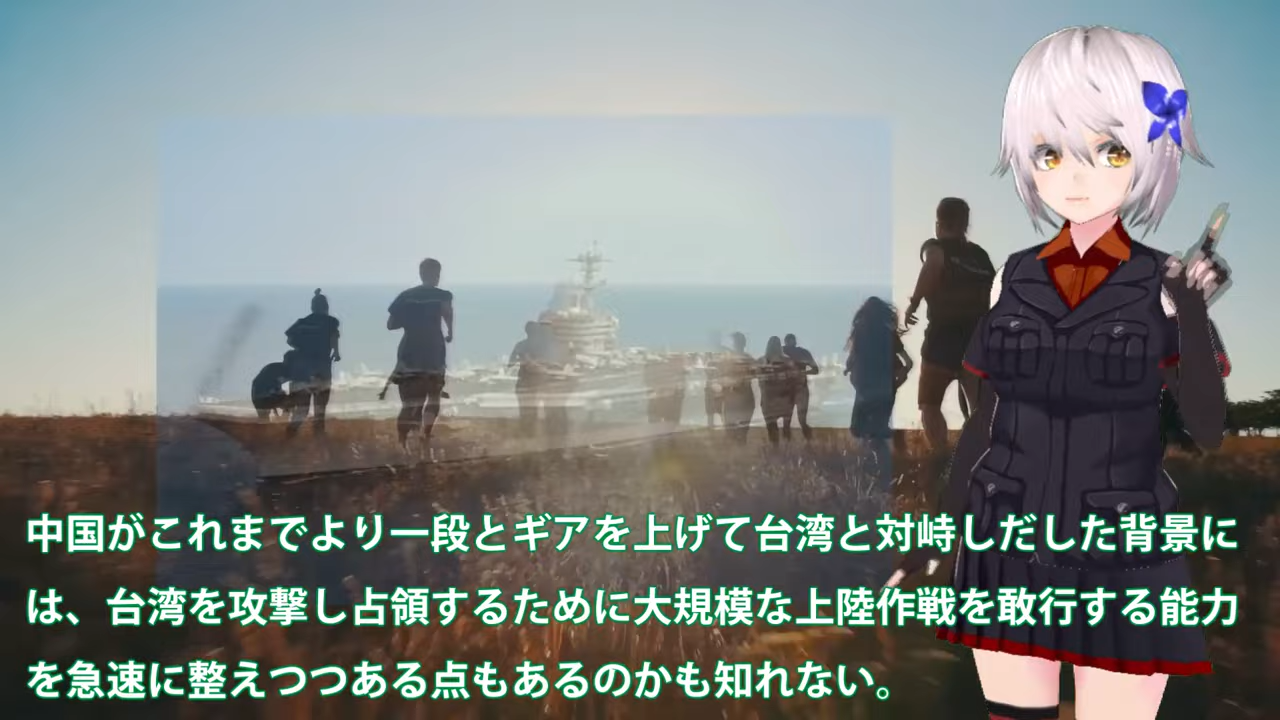 中国がこれまでより一段とギアを上げて台湾と対峙しだした背景に
は、台湾を攻撃し占領するために大規模な上陸作戦を敢行する能力
を急速に整えつつある点もあるのかも知れない。